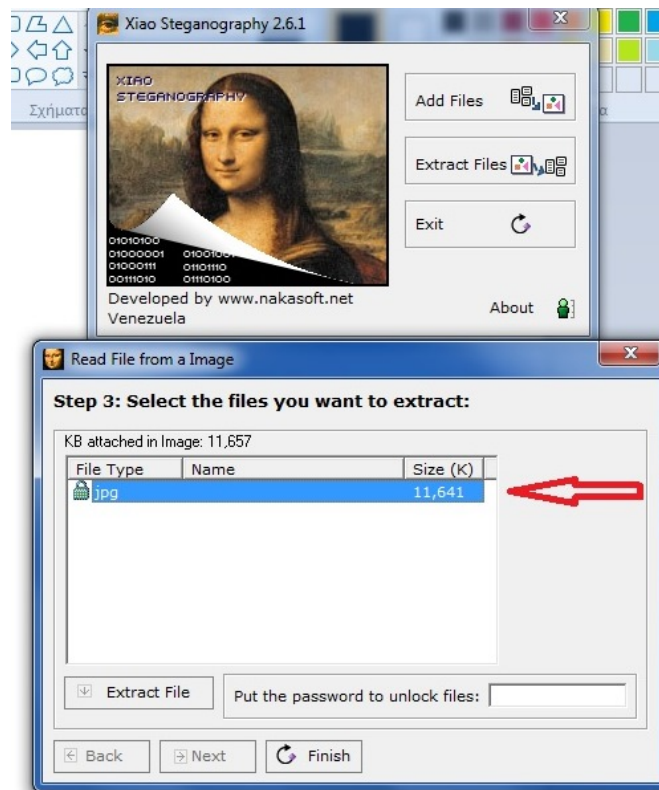 Xiao Steganography 2.6.1
XIAO
STEGANOGRAPHY
01010100
01000001 01001001
01000111 01101110
00111010 01101100
Developed by www.nakasoft.net
Venezuela
Add Files
Extract Files
Exit
About
Σχήματα
α
Read File from a Image
Step 3: Select the files you want to extract:
KB attached in Image: 11,657
File Type Name Size (K)
jpg 11,641
Extract File
Put the password to unlock files:
Back Next Finish